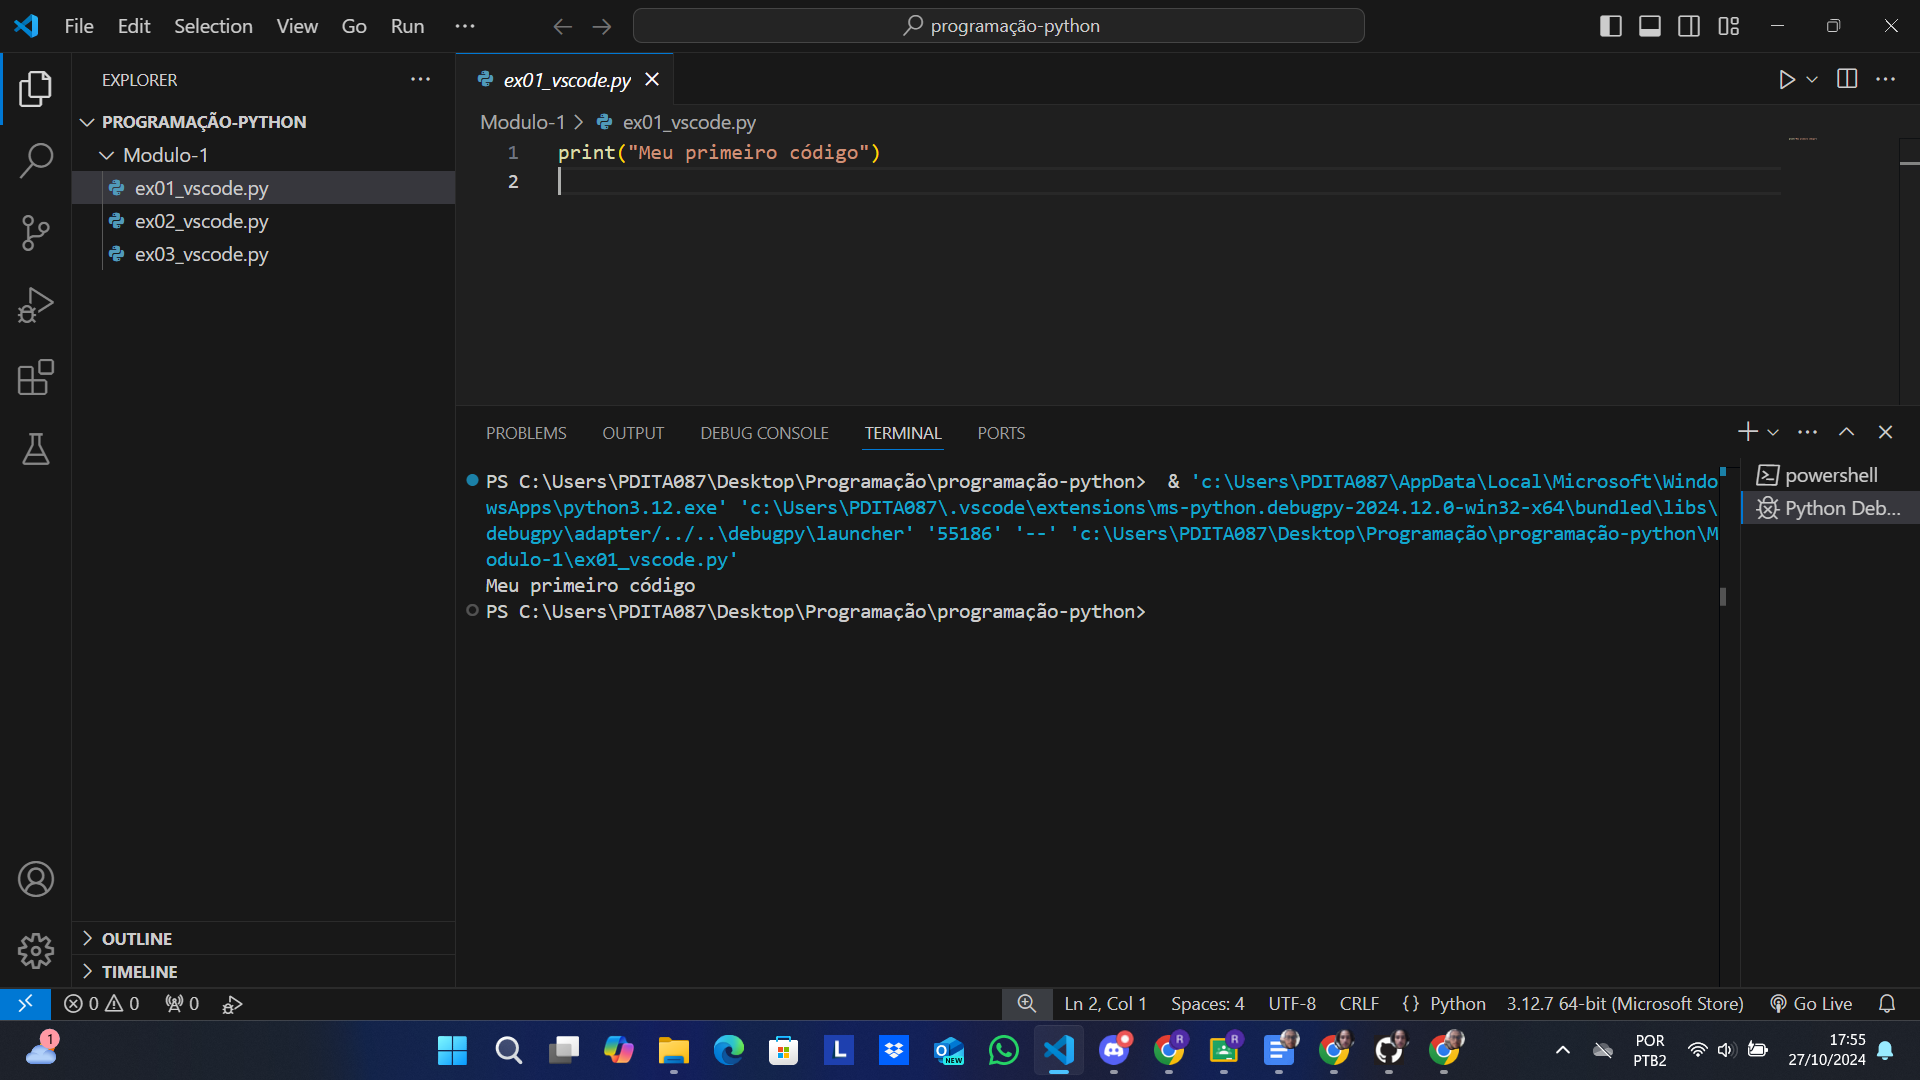 File Edit Selection View Go Run ··· programação-python
EXPLORER ···
PROGRAMAÇÃO-PYTHON
Modulo-1
ex01_vscode.py
ex02_vscode.py
ex03_vscode.py
OUTLINE
TIMELINE
ex01_vscode.py
Modulo-1 > ex01_vscode.py
1 print("Meu primeiro código")
2
PROBLEMS OUTPUT DEBUG CONSOLE TERMINAL PORTS
PS C:\Users\PDITA087\Desktop\Programação\programação-python>  & 'c:\Users\PDITA087\AppData\Local\Microsoft\Windo
wsApps\python3.12.exe' 'c:\Users\PDITA087\.vscode\extensions\ms-python.debugpy-2024.12.0-win32-x64\bundled\libs\
debugpy\adapter/../..\debugpy\launcher' '55186' '--' 'c:\Users\PDITA087\Desktop\Programação\programação-python\M
odulo-1\ex01_vscode.py'
Meu primeiro código
PS C:\Users\PDITA087\Desktop\Programação\programação-python>
powershell
Python Deb...
0 0 0 Ln 2, Col 1 Spaces: 4 UTF-8 CRLF {} Python 3.12.7 64-bit (Microsoft Store) Go Live
1
L
NEW
R
R
POR
PTB2
17:55
27/10/2024